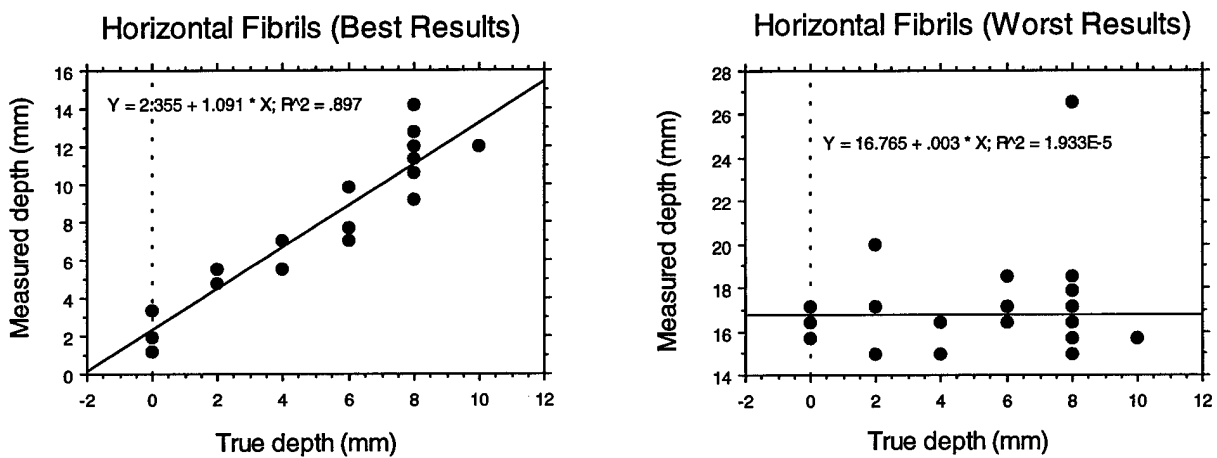 Horizontal Fibrils (Best Results)
Y = 2.355 + 1.091 * X; R^2 = .897
Measured depth (mm)
16
14
12
10
8
6
4
2
0
-2 0 2 4 6 8 10 12
True depth (mm)
Horizontal Fibrils (Worst Results)
Y = 16.765 + .003 * X; R^2 = 1.933E-5
Measured depth (mm)
28
26
24
22
20
18
16
14
-2 0 2 4 6 8 10 12
True depth (mm)